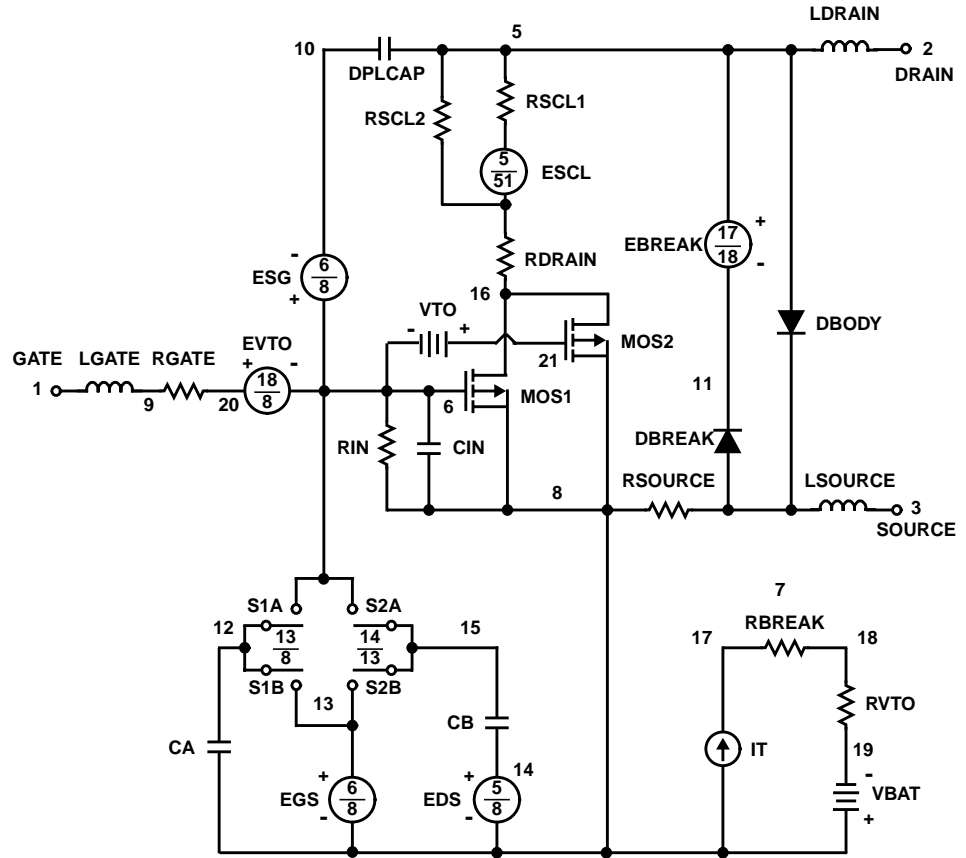 LDRAIN
5
10
2
DPLCAP
DRAIN
RSCL1
RSCL2
5
51
ESCL
17
18
EBREAK
+
-
-
6
8
ESG
+
RDRAIN
16
VTO
- +
DBODY
GATE LGATE RGATE EVTO
MOS2
21
+ -
1
18
8
9
20
6
MOS1
11
RIN
CIN
DBREAK
8
RSOURCE
LSOURCE
3
SOURCE
S1A S2A
7
12
13
8
14
13
15
RBREAK
17
18
S1B S2B
13
RVTO
CB
CA
IT
19
14
+
6
8
EGS
-
+
5
8
EDS
-
-
VBAT
+